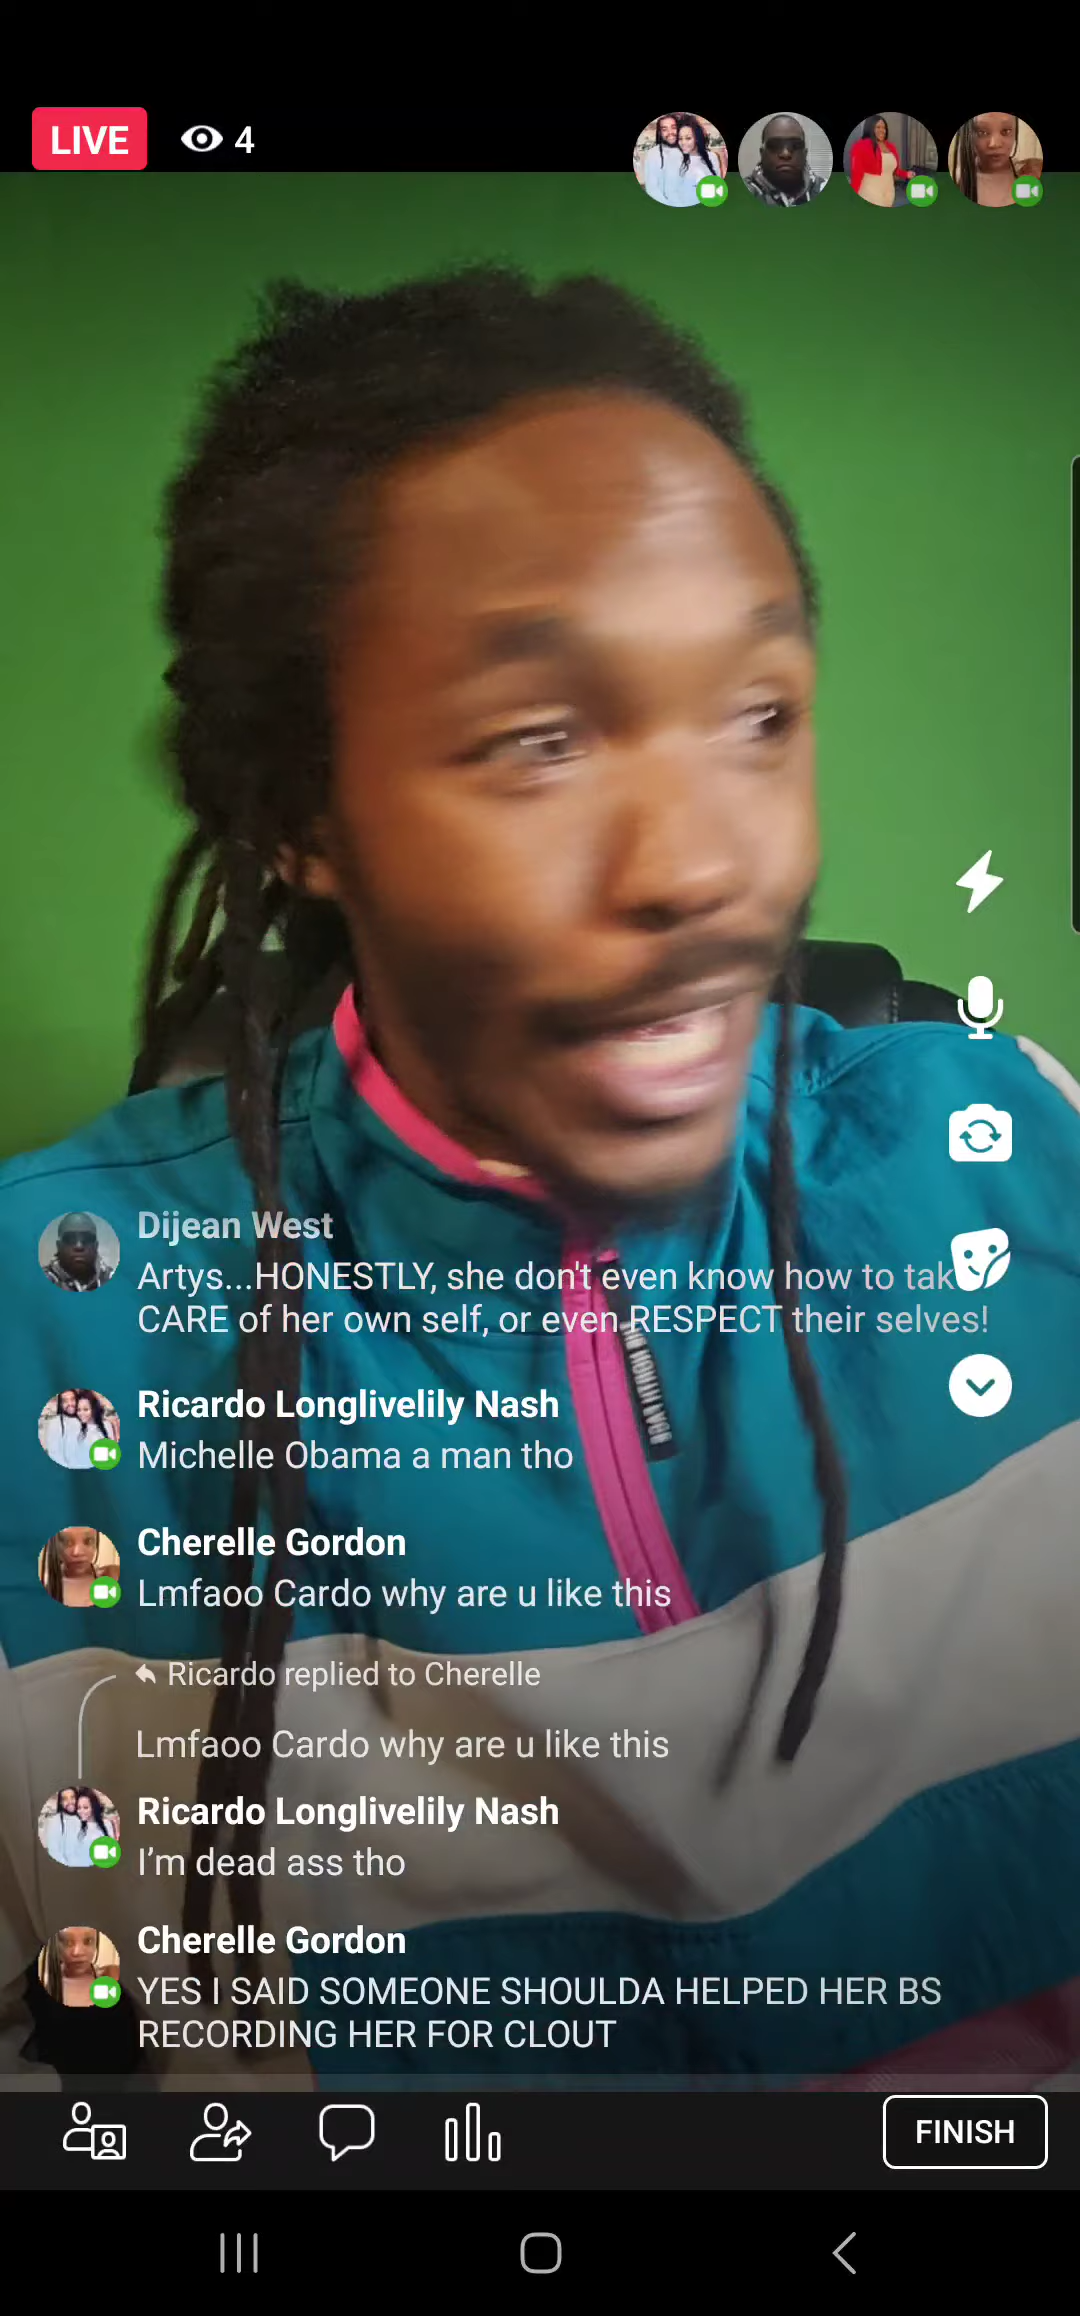 LIVE 4
Dijean West
Artys...HONESTLY, she don't even know how to tak
CARE of her own self, or even RESPECT their selves!
Ricardo Longlivelily Nash
Michelle Obama a man tho
Cherelle Gordon
Lmfaoo Cardo why are u like this
Ricardo replied to Cherelle
Lmfaoo Cardo why are u like this
Ricardo Longlivelily Nash
I'm dead ass tho
Cherelle Gordon
YES I SAID SOMEONE SHOULDA HELPED HER BS
RECORDING HER FOR CLOUT
FINISH